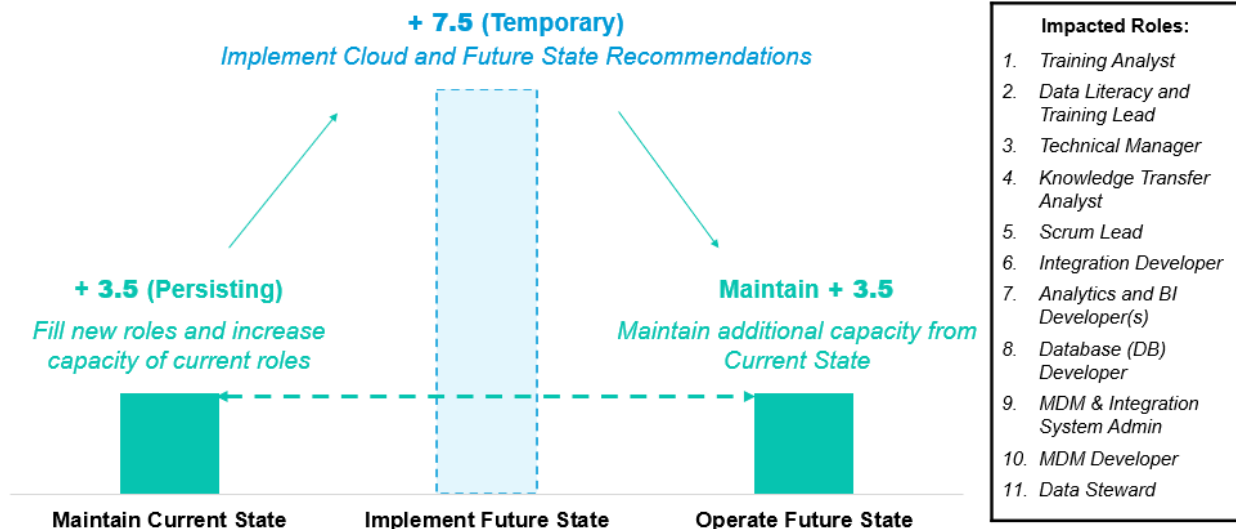 + 7.5 (Temporary)
Implement Cloud and Future State Recommendations
+ 3.5 (Persisting)
Fill new roles and increase
capacity of current roles
Maintain + 3.5
Maintain additional capacity from
Current State
Maintain Current State
Implement Future State
Operate Future State
Impacted Roles:
1. Training Analyst
2. Data Literacy and
Training Lead
3. Technical Manager
4. Knowledge Transfer
Analyst
5. Scrum Lead
6. Integration Developer
7. Analytics and BI
Developer(s)
8. Database (DB)
Developer
9. MDM & Integration
System Admin
10. MDM Developer
11. Data Steward